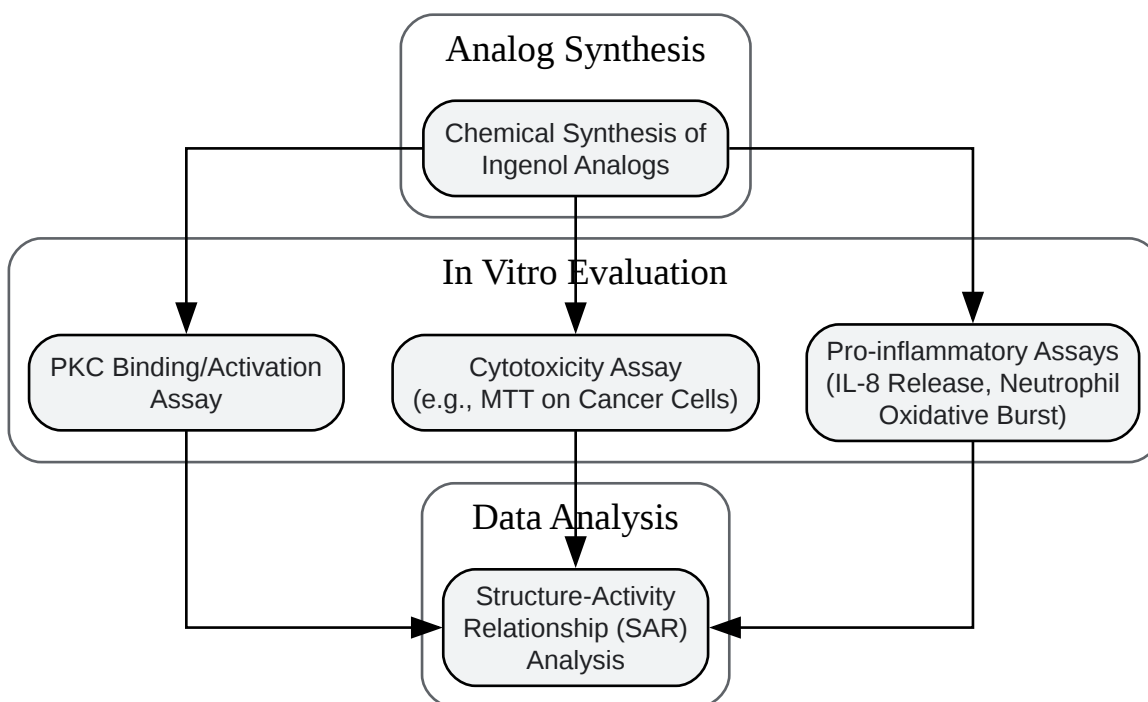 Analog Synthesis
Chemical Synthesis of
Ingenol Analogs
In Vitro Evaluation
PKC Binding/Activation
Assay
Cytotoxicity Assay
(e.g., MTT on Cancer Cells)
Pro-inflammatory Assays
(IL-8 Release, Neutrophil
Oxidative Burst)
Data Analysis
Structure-Activity
Relationship (SAR)
Analysis